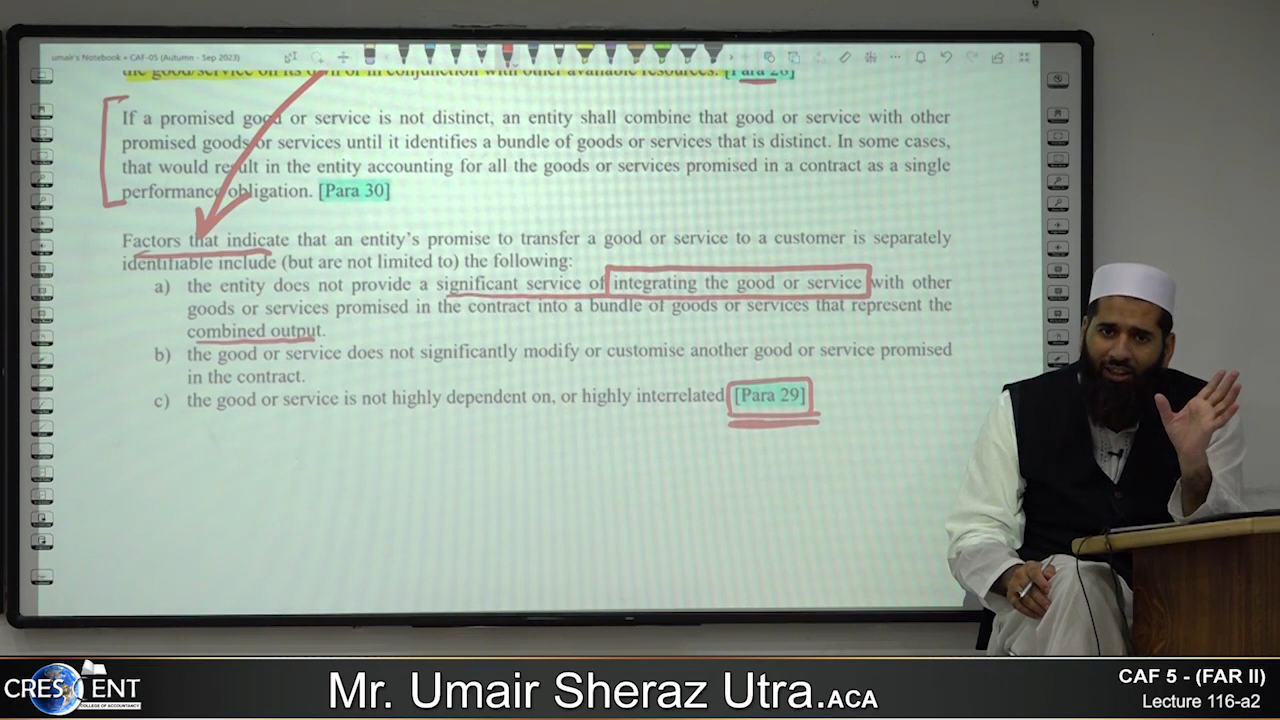 umair's Notebook • CAF-05 (Autumn - Sep 2023)
the good/service on its own or in conjunction with other available resources. [Para 28]
If a promised good or service is not distinct, an entity shall combine that good or service with other
promised goods or services until it identifies a bundle of goods or services that is distinct. In some cases,
that would result in the entity accounting for all the goods or services promised in a contract as a single
performance obligation. [Para 30]
Factors that indicate that an entity's promise to transfer a good or service to a customer is separately
identifiable include (but are not limited to) the following:
a) the entity does not provide a significant service of integrating the good or service with other
goods or services promised in the contract into a bundle of goods or services that represent the
combined output.
b) the good or service does not significantly modify or customise another good or service promised
in the contract.
c) the good or service is not highly dependent on, or highly interrelated [Para 29]
CRESCENT
COLLEGE OF ACCOUNTANCY
Mr. Umair Sheraz Utra.ACA
CAF 5 - (FAR II)
Lecture 116-a2